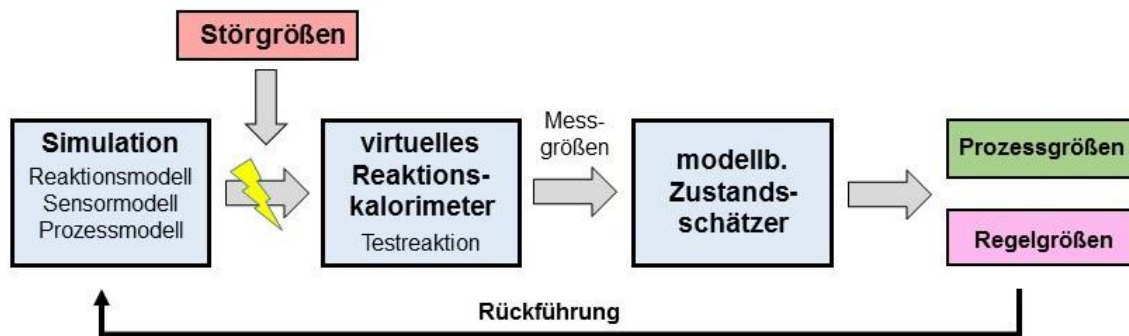 Störgrößen
Simulation
Reaktionsmodell
Sensormodell
Prozessmodell
virtuelles
Reaktions-
kalorimeter
Testreaktion
Mess-
größen
modellb.
Zustands-
schätzer
Prozessgrößen
Regelgrößen
Rückführung